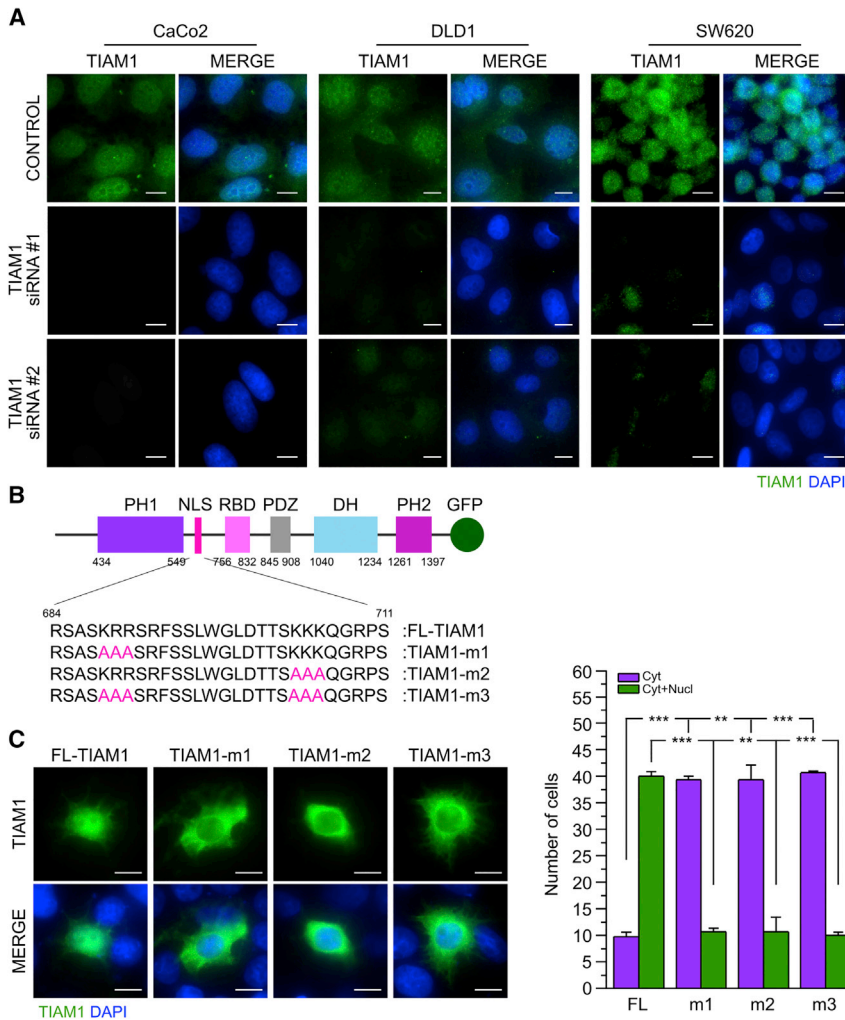 A
CaCo2 DLD1 SW620
TIAM1 MERGE TIAM1 MERGE TIAM1 MERGE
CONTROL
TIAM1 siRNA #1
TIAM1 siRNA #2
TIAM1 DAPI
B
PH1 NLS RBD PDZ DH PH2 GFP
434 549 756 832 845 908 1040 1234 1261 1397
684 711
RSASKRRSRFSSLWGLDTTSKKKQGRPS :FL-TIAM1
RSASAAASRFSSLWGLDTTSKKKQGRPS :TIAM1-m1
RSASKRRSRFSSLWGLDTTSAAAQGRPS :TIAM1-m2
RSASAAASRFSSLWGLDTTSAAAQGRPS :TIAM1-m3
C
FL-TIAM1 TIAM1-m1 TIAM1-m2 TIAM1-m3
TIAM1
MERGE
TIAM1 DAPI
Cyt
Cyt+Nucl
*** ** ***
*** ** ***
Number of cells
60
55
50
45
40
35
30
25
20
15
10
5
0
FL m1 m2 m3